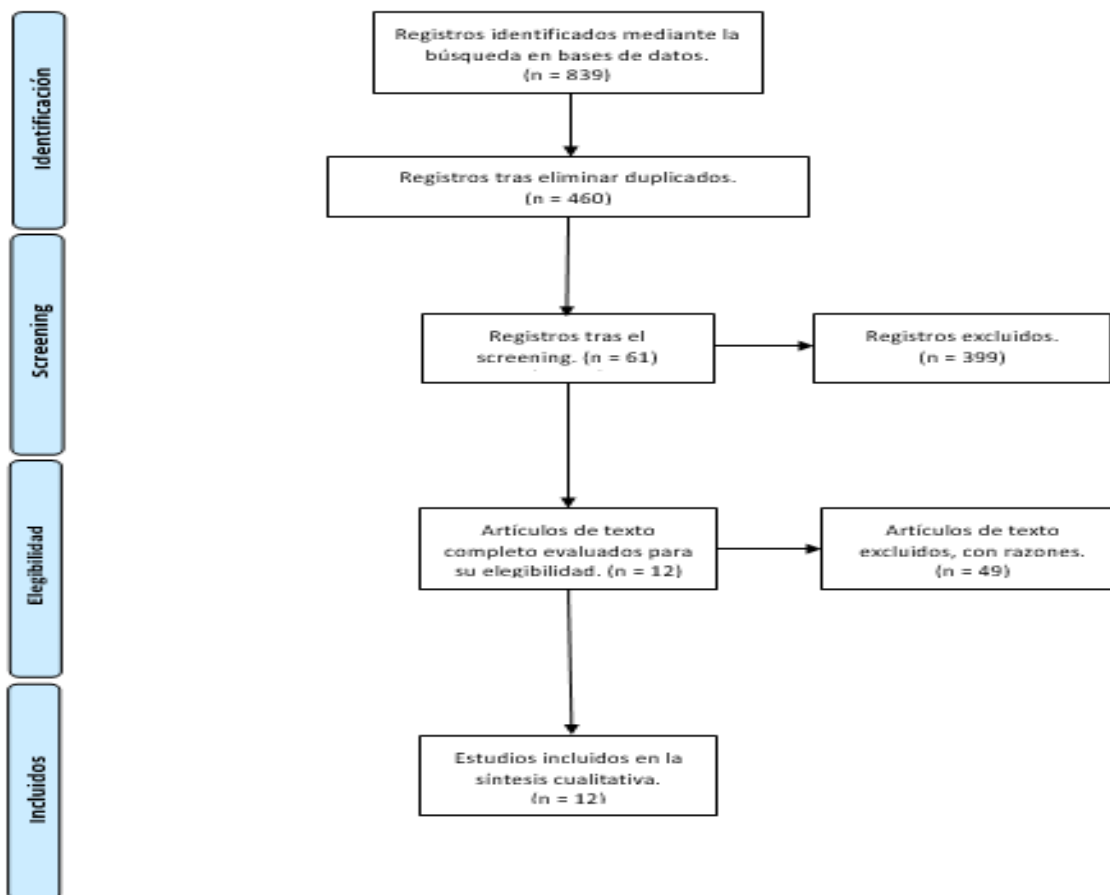 Identificación
Registros identificados mediante la
búsqueda en bases de datos.
(n = 839)
Registros tras eliminar duplicados.
(n = 460)
Screening
Registros tras el
screening. (n = 61)
Registros excluidos.
(n = 399)
Elegibilidad
Artículos de texto
completo evaluados para
su elegibilidad. (n = 12)
Artículos de texto
excluidos, con razones.
(n = 49)
Incluidos
Estudios incluidos en la
síntesis cualitativa.
(n = 12)